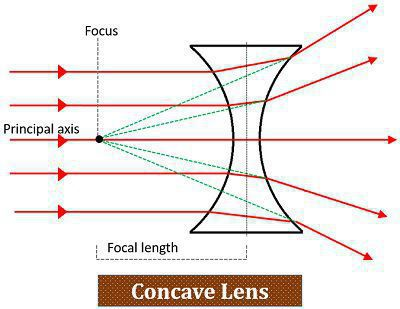 Focus
Principal axis
Focal length
Concave Lens